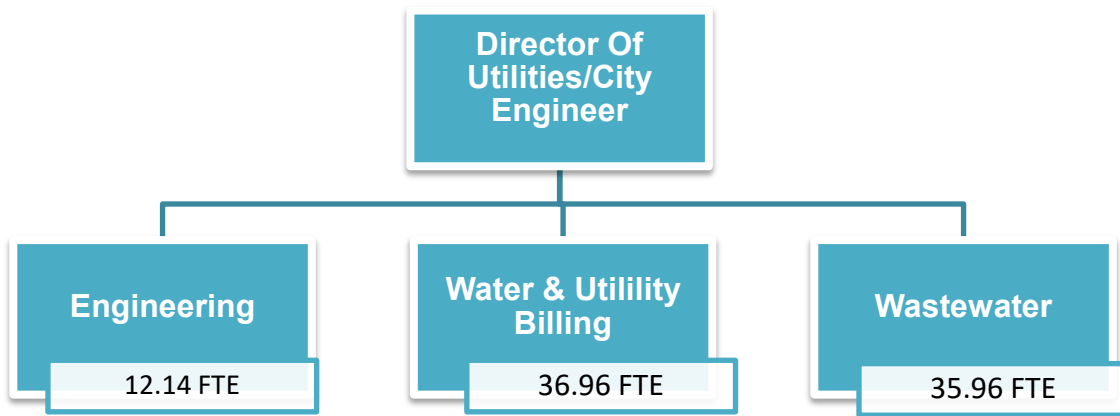 Director Of
Utilities/City
Engineer
Engineering
12.14 FTE
Water & Utilility
Billing
36.96 FTE
Wastewater
35.96 FTE